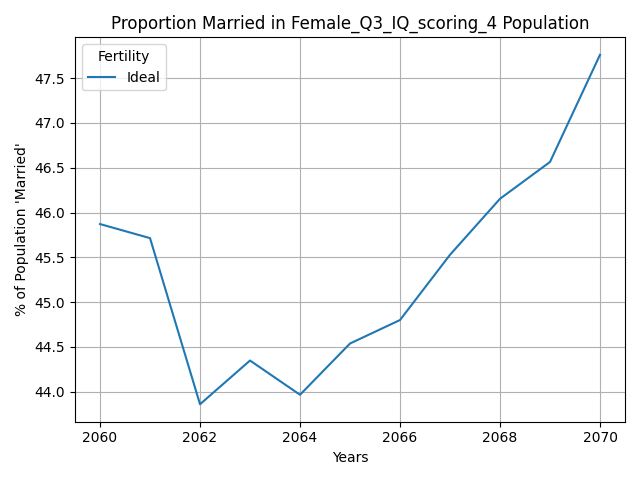 Proportion Married in Female_Q3_IQ_scoring_4 Population
Fertility
Ideal
% of Population 'Married'
47.5
47.0
46.5
46.0
45.5
45.0
44.5
44.0
2060 2062 2064 2066 2068 2070
Years